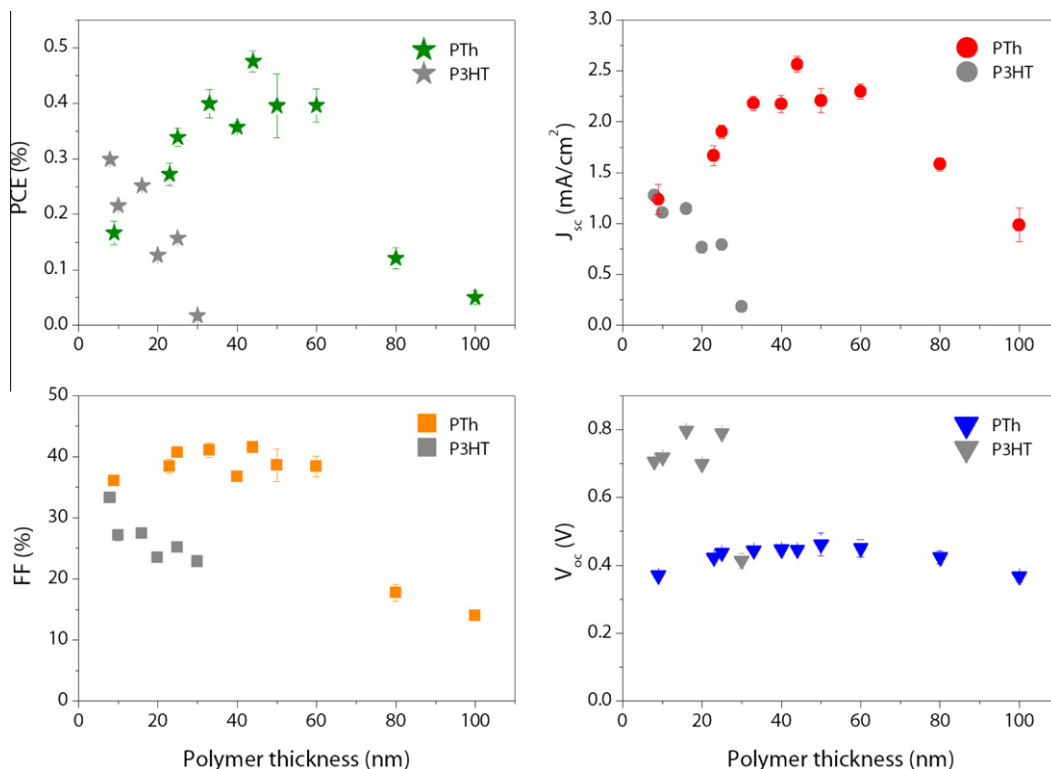 PCE (%)
0.5
0.4
0.3
0.2
0.1
0.0
0 20 40 60 80 100
PTh
P3HT
J_sc (mA/cm²)
3.0
2.5
2.0
1.5
1.0
0.5
0.0
0 20 40 60 80 100
PTh
P3HT
FF (%)
50
40
30
20
10
0
0 20 40 60 80 100
Polymer thickness (nm)
PTh
P3HT
V_oc (V)
0.8
0.6
0.4
0.2
0.0
0 20 40 60 80 100
Polymer thickness (nm)
PTh
P3HT